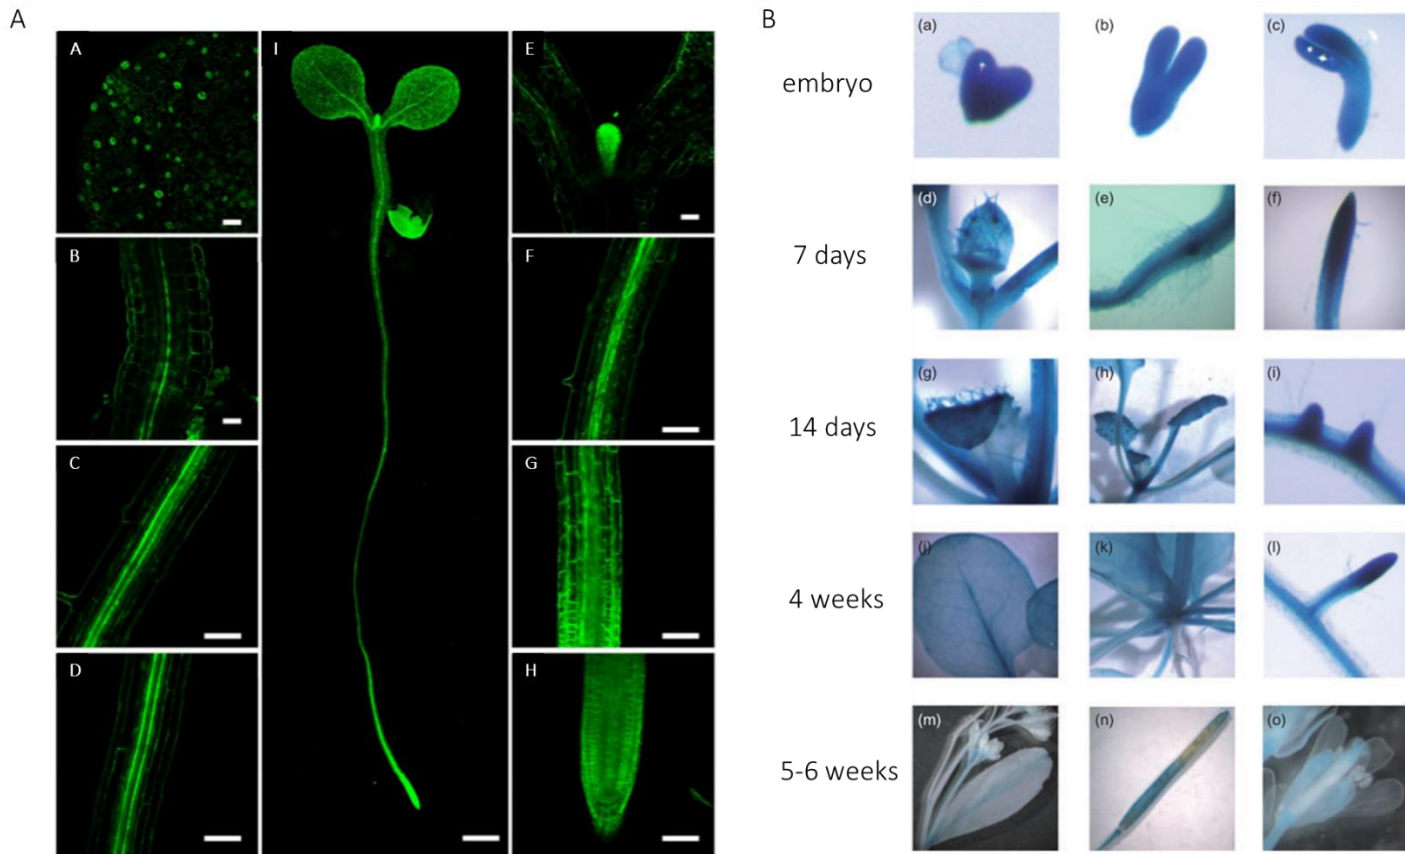 A
A
B
C
D
I
E
F
G
H
B
embryo
(a)
(b)
(c)
7 days
(d)
(e)
(f)
14 days
(g)
(h)
(i)
4 weeks
(j)
(k)
(l)
5-6 weeks
(m)
(n)
(o)